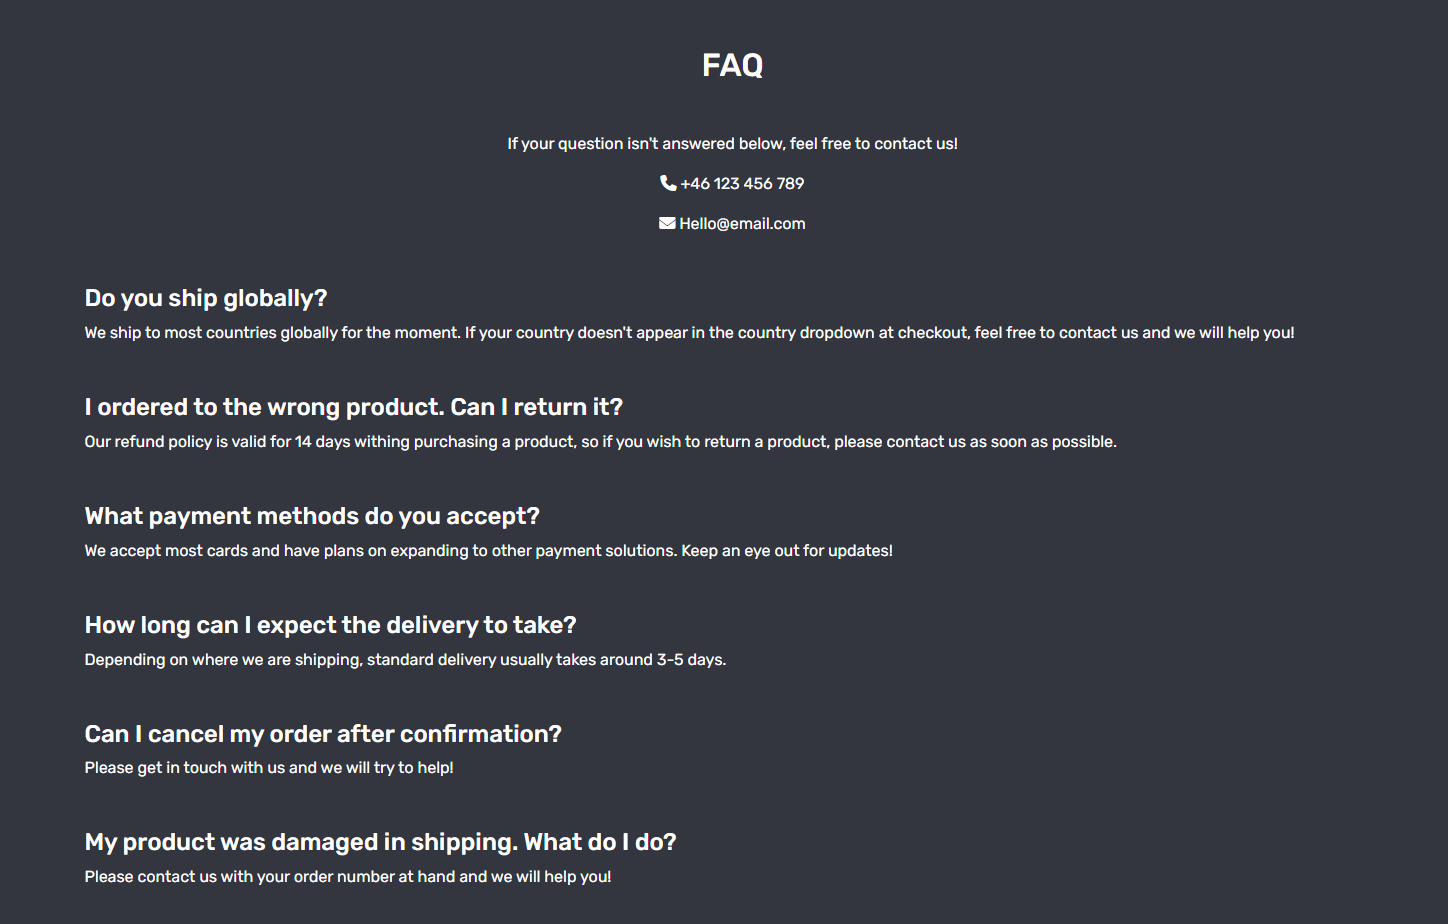 FAQ
If your question isn't answered below, feel free to contact us!
+46 123 456 789
Hello@email.com
Do you ship globally?
We ship to most countries globally for the moment. If your country doesn't appear in the country dropdown at checkout, feel free to contact us and we will help you!
I ordered to the wrong product. Can I return it?
Our refund policy is valid for 14 days withing purchasing a product, so if you wish to return a product, please contact us as soon as possible.
What payment methods do you accept?
We accept most cards and have plans on expanding to other payment solutions. Keep an eye out for updates!
How long can I expect the delivery to take?
Depending on where we are shipping, standard delivery usually takes around 3-5 days.
Can I cancel my order after confirmation?
Please get in touch with us and we will try to help!
My product was damaged in shipping. What do I do?
Please contact us with your order number at hand and we will help you!